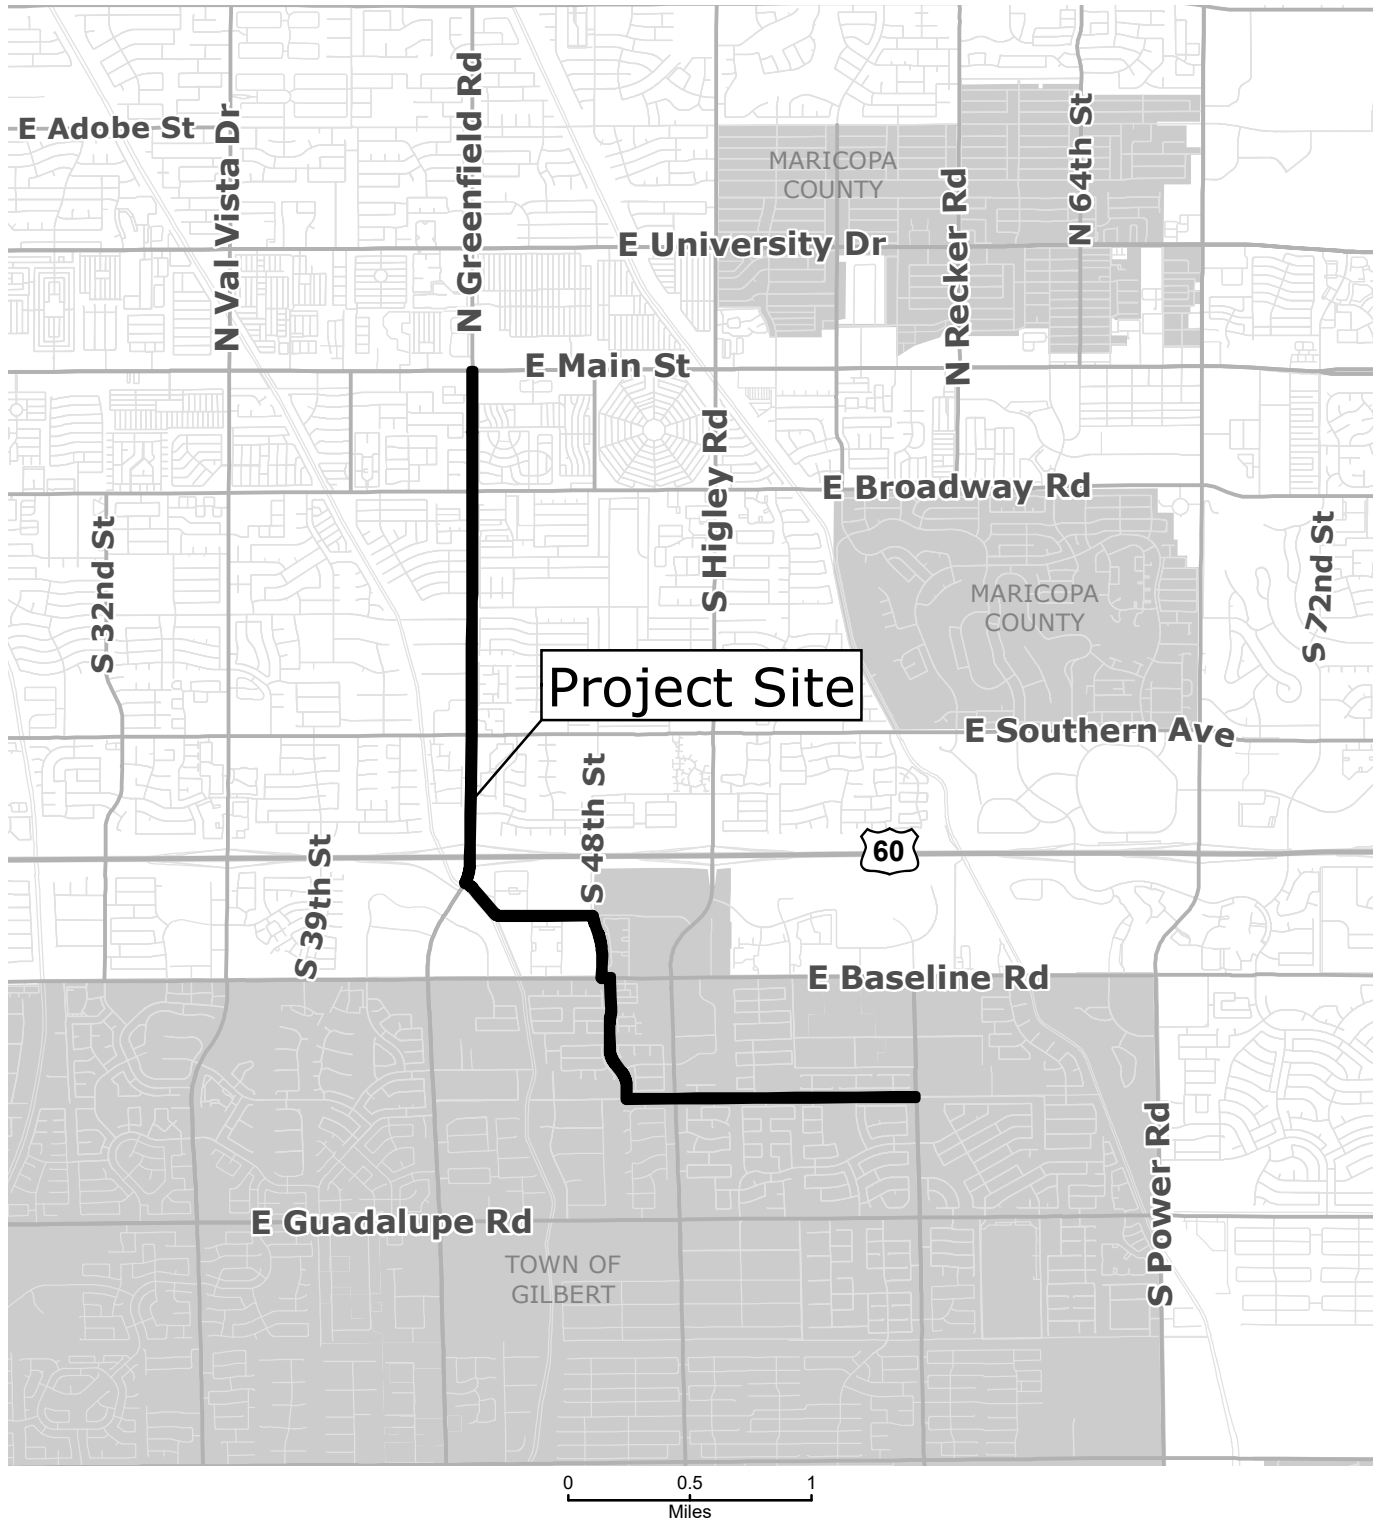 E Adobe St
N Val Vista Dr
N Greenfield Rd
MARICOPA
COUNTY
N 64th St
N Recker Rd
E University Dr
E Main St
S Higley Rd
E Broadway Rd
S 32nd St
S 72nd St
MARICOPA
COUNTY
Project Site
E Southern Ave
S 48th St
S 39th St
60
E Baseline Rd
S Power Rd
E Guadalupe Rd
TOWN OF
GILBERT
0 0.5 1
Miles